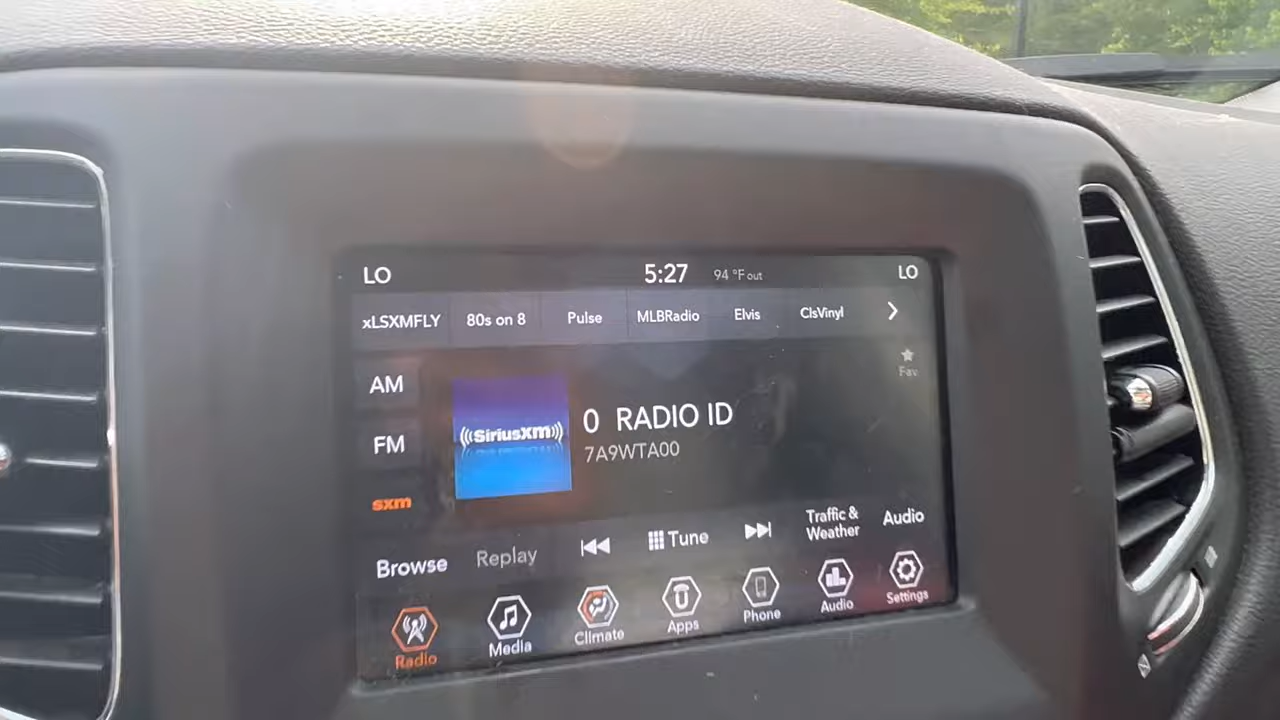 LO 5:27 94 °F out LO
xLSXMFLY 80s on 8 Pulse MLBRadio Elvis ClsVinyl
Fav
AM
FM
sxm
((SiriusXM))
0 RADIO ID
7A9WTA00
Browse Replay Tune Traffic & Weather Audio
Radio Media Climate Apps Phone Audio Settings